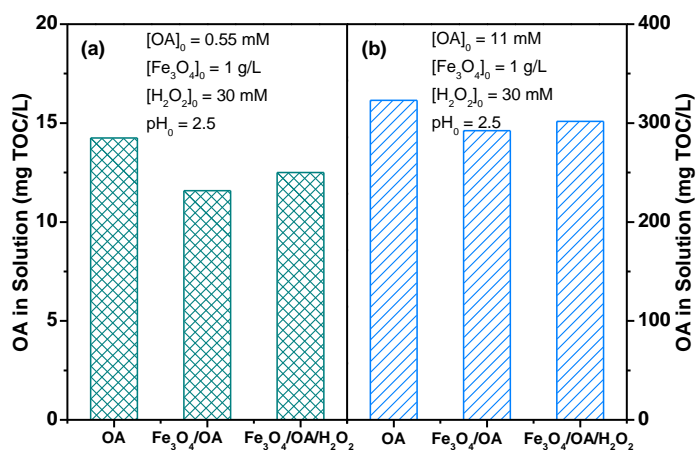 20
15
10
5
0
OA in Solution (mg TOC/L)
(a)
[OA]₀ = 0.55 mM
[Fe₃O₄]₀ = 1 g/L
[H₂O₂]₀ = 30 mM
pH₀ = 2.5
OA Fe₃O₄/OA Fe₃O₄/OA/H₂O₂
(b)
[OA]₀ = 11 mM
[Fe₃O₄]₀ = 1 g/L
[H₂O₂]₀ = 30 mM
pH₀ = 2.5
OA Fe₃O₄/OA Fe₃O₄/OA/H₂O₂
400
300
200
100
0
OA in Solution (mg TOC/L)